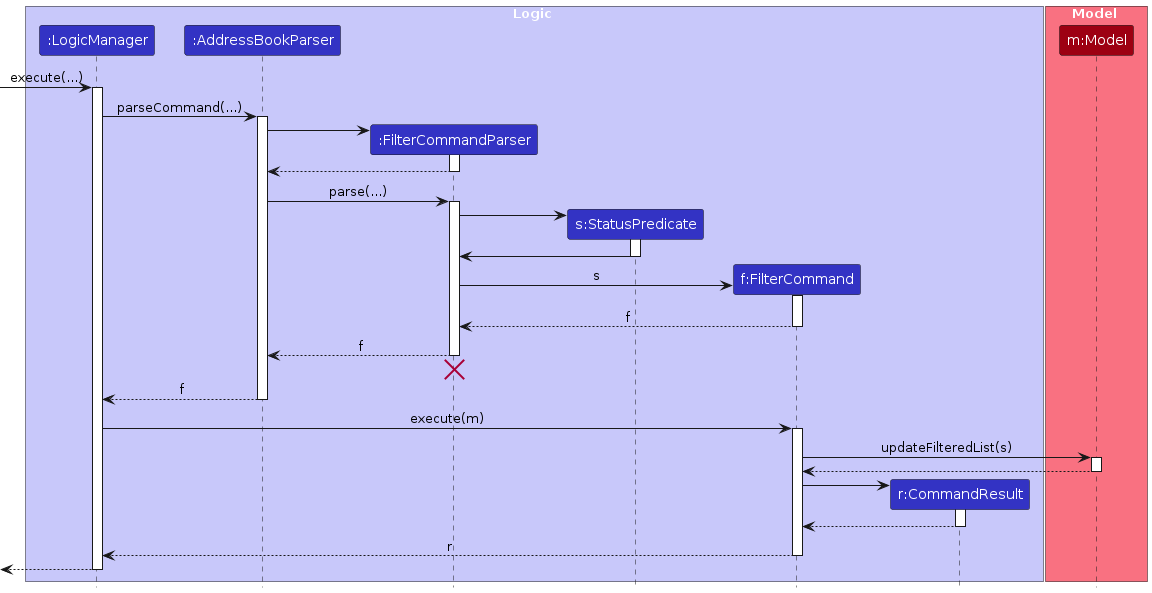 Logic
Model
:LogicManager
:AddressBookParser
m:Model
execute(...)
parseCommand(...)
:FilterCommandParser
parse(...)
s:StatusPredicate
s
f:FilterCommand
f
f
f
execute(m)
updateFilteredList(s)
r:CommandResult
r